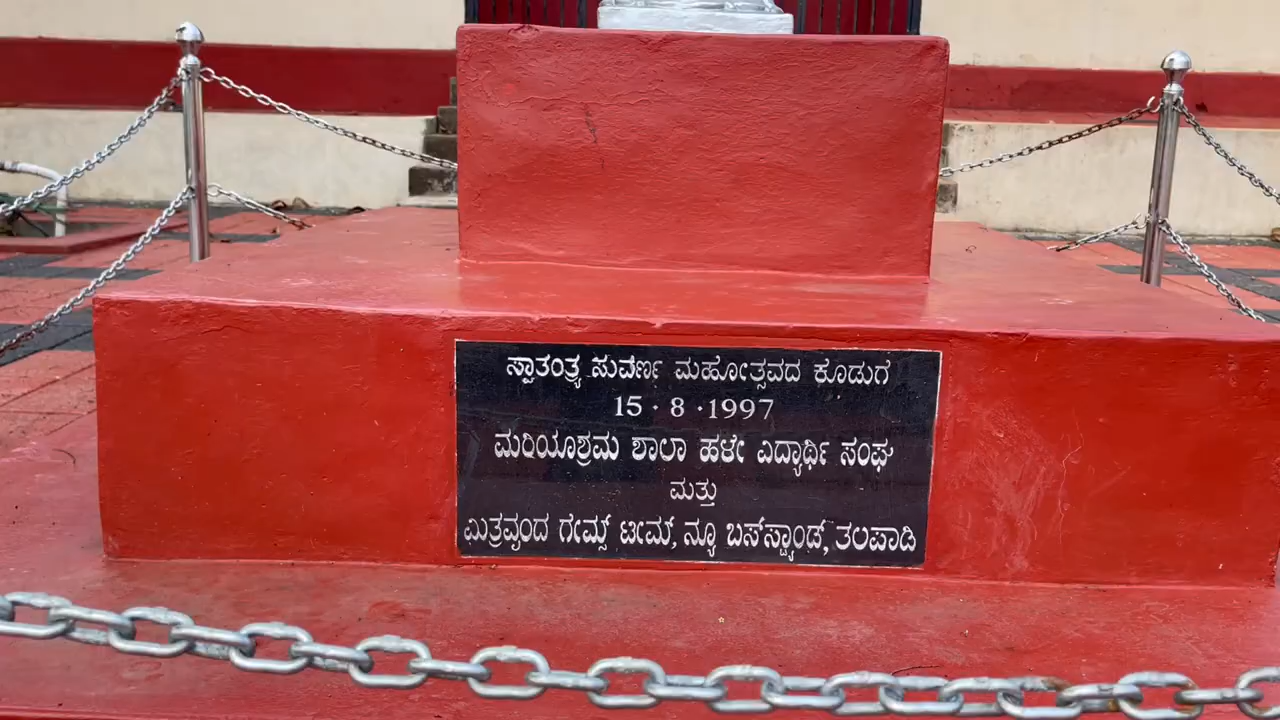 ಸ್ವಾತಂತ್ರ್ಯ ಸುವರ್ಣ ಮಹೋತ್ಸವದ ಕೂಡುಗೆ
15 · 8 · 1997
ಮರಿಯಾಶ್ರಮ ಶಾಲಾ ಹಳೇ ವಿದ್ಯಾರ್ಥಿ ಸಂಘ
ಮತ್ತು
ಮಿತ್ರವೃಂದ ಗೇಮ್ಸ್ ಟೀಮ್, ನ್ಯೂ ಬಸ್‌ಸ್ಟ್ಯಾಂಡ್, ತಲಪಾಡಿ